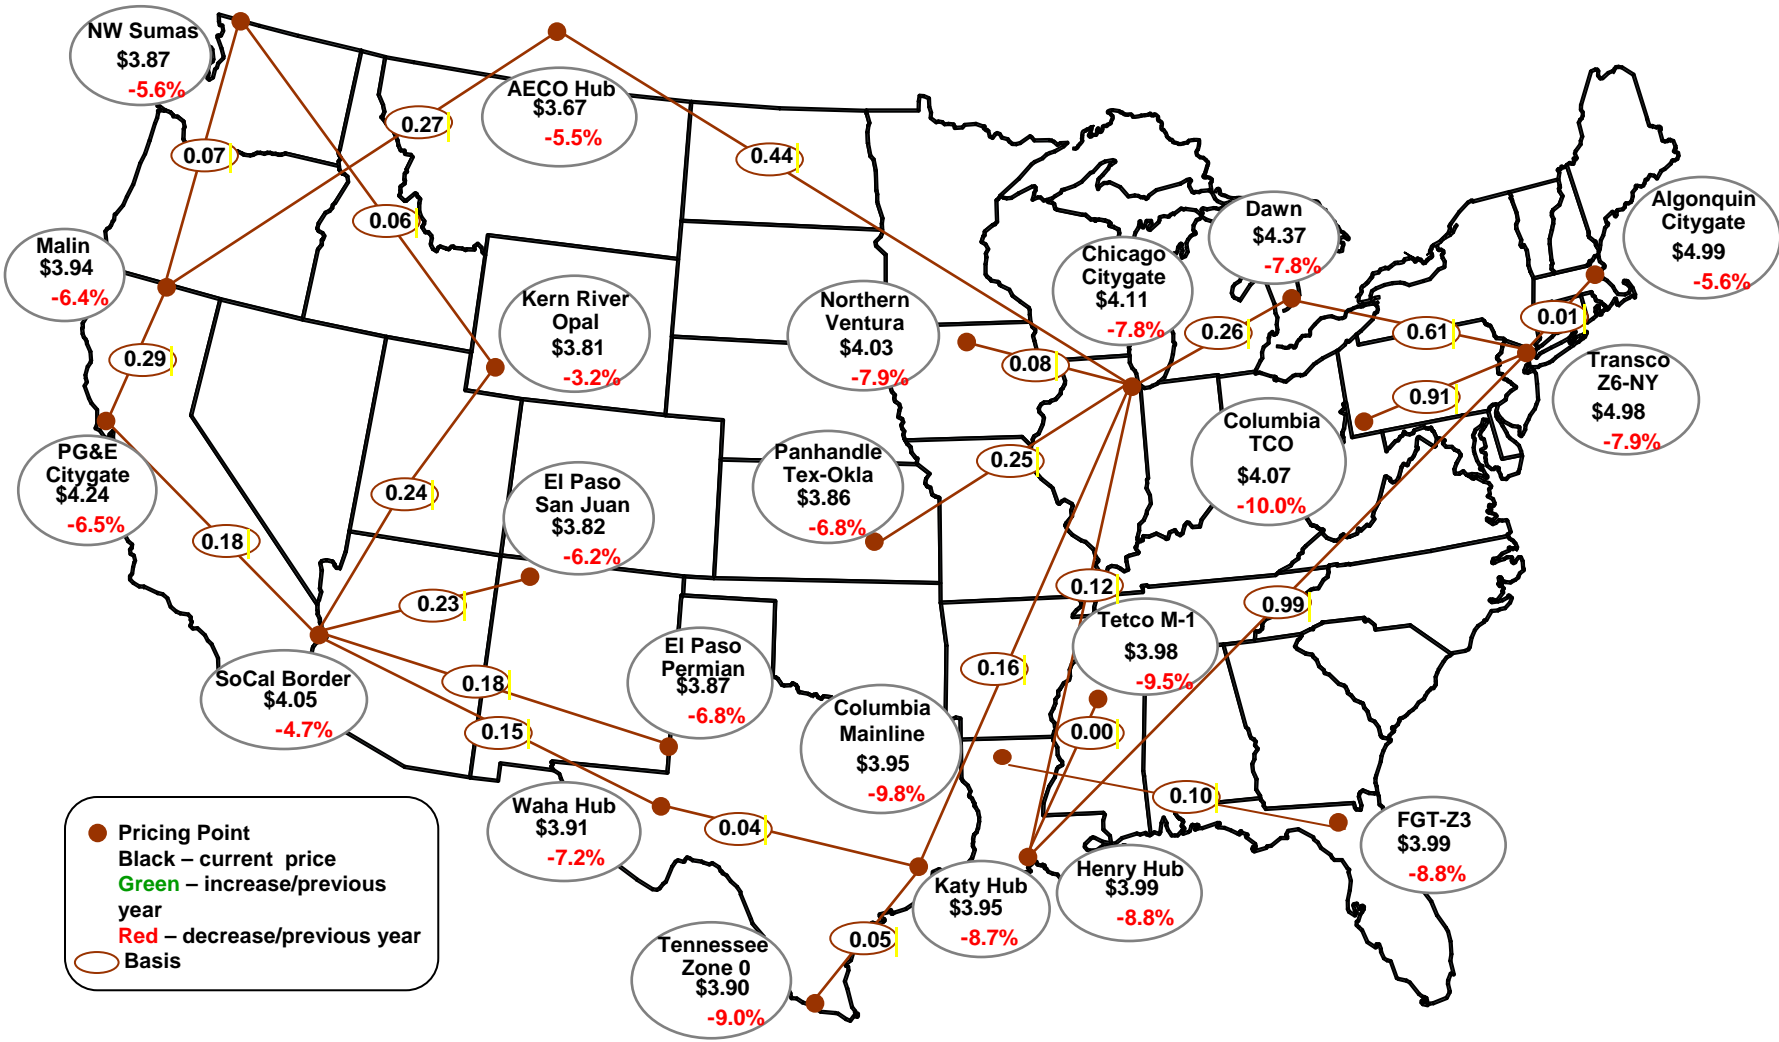 NW Sumas
$3.87
-5.6%
AECO Hub
$3.67
-5.5%
0.27
0.44
0.07
0.06
Malin
$3.94
-6.4%
Kern River
Opal
$3.81
-3.2%
Northern
Ventura
$4.03
-7.9%
Chicago
Citygate
$4.11
-7.8%
Dawn
$4.37
-7.8%
Algonquin
Citygate
$4.99
-5.6%
0.29
0.08
0.26
0.61
0.01
0.91
Transco
Z6-NY
$4.98
-7.9%
PG&E
Citygate
$4.24
-6.5%
0.24
El Paso
San Juan
$3.82
-6.2%
Panhandle
Tex-Okla
$3.86
-6.8%
0.25
Columbia
TCO
$4.07
-10.0%
0.18
0.23
0.12
0.99
SoCal Border
$4.05
-4.7%
0.18
0.15
El Paso
Permian
$3.87
-6.8%
0.16
Tetco M-1
$3.98
-9.5%
Columbia
Mainline
$3.95
-9.8%
0.00
0.10
Waha Hub
$3.91
-7.2%
0.04
Katy Hub
$3.95
-8.7%
Henry Hub
$3.99
-8.8%
FGT-Z3
$3.99
-8.8%
Tennessee
Zone 0
$3.90
-9.0%
0.05
Pricing Point
Black – current price
Green – increase/previous
year
Red – decrease/previous year
Basis